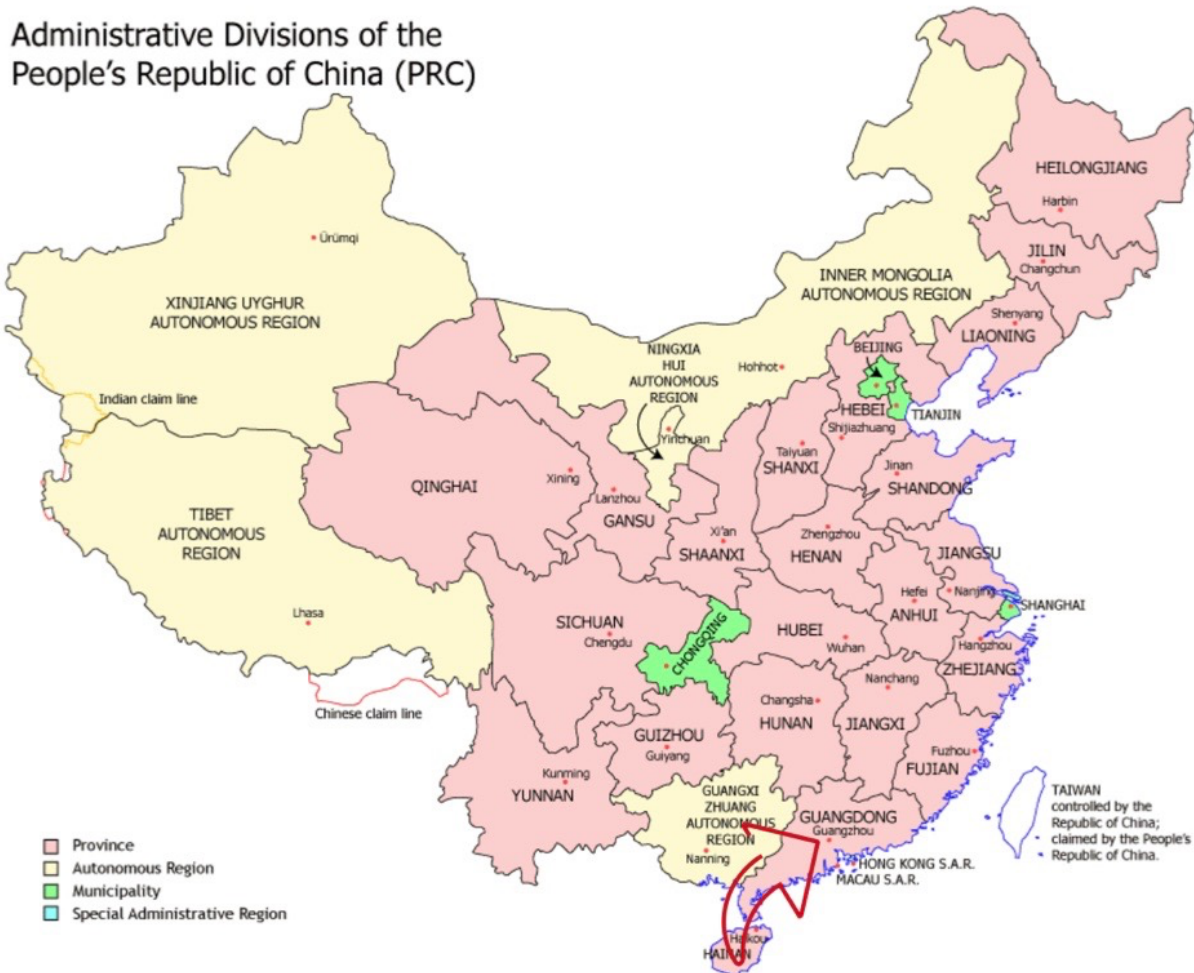 Administrative Divisions of the
People's Republic of China (PRC)
HEILONGJIANG
Harbin
JILIN
Changchun
Ürümqi
INNER MONGOLIA
AUTONOMOUS REGION
XINJIANG UYGHUR
AUTONOMOUS REGION
Shenyang
LIAONING
BEIJING
NINGXIA
HUI
AUTONOMOUS
REGION
Hohhot
Indian claim line
HEBEI
TIANJIN
Shijiazhuang
Yinchuan
Taiyuan
SHANXI
Jinan
SHANDONG
QINGHAI
Xining
Lanzhou
GANSU
TIBET
AUTONOMOUS
REGION
Xi'an
SHAANXI
Zhengzhou
HENAN
JIANGSU
Hefei
Nanjing
ANHUI
SHANGHAI
Lhasa
SICHUAN
Chengdu
CHONGQING
HUBEI
Wuhan
Hangzhou
ZHEJIANG
Nanchang
Changsha
HUNAN
JIANGXI
Chinese claim line
GUIZHOU
Guiyang
Fuzhou
FUJIAN
Kunming
YUNNAN
GUANGXI
ZHUANG
AUTONOMOUS
REGION
Nanning
GUANGDONG
Guangzhou
TAIWAN
controlled by the
Republic of China;
claimed by the People's
Republic of China.
HONG KONG S.A.R.
MACAU S.A.R.
Haikou
HAINAN
Province
Autonomous Region
Municipality
Special Administrative Region